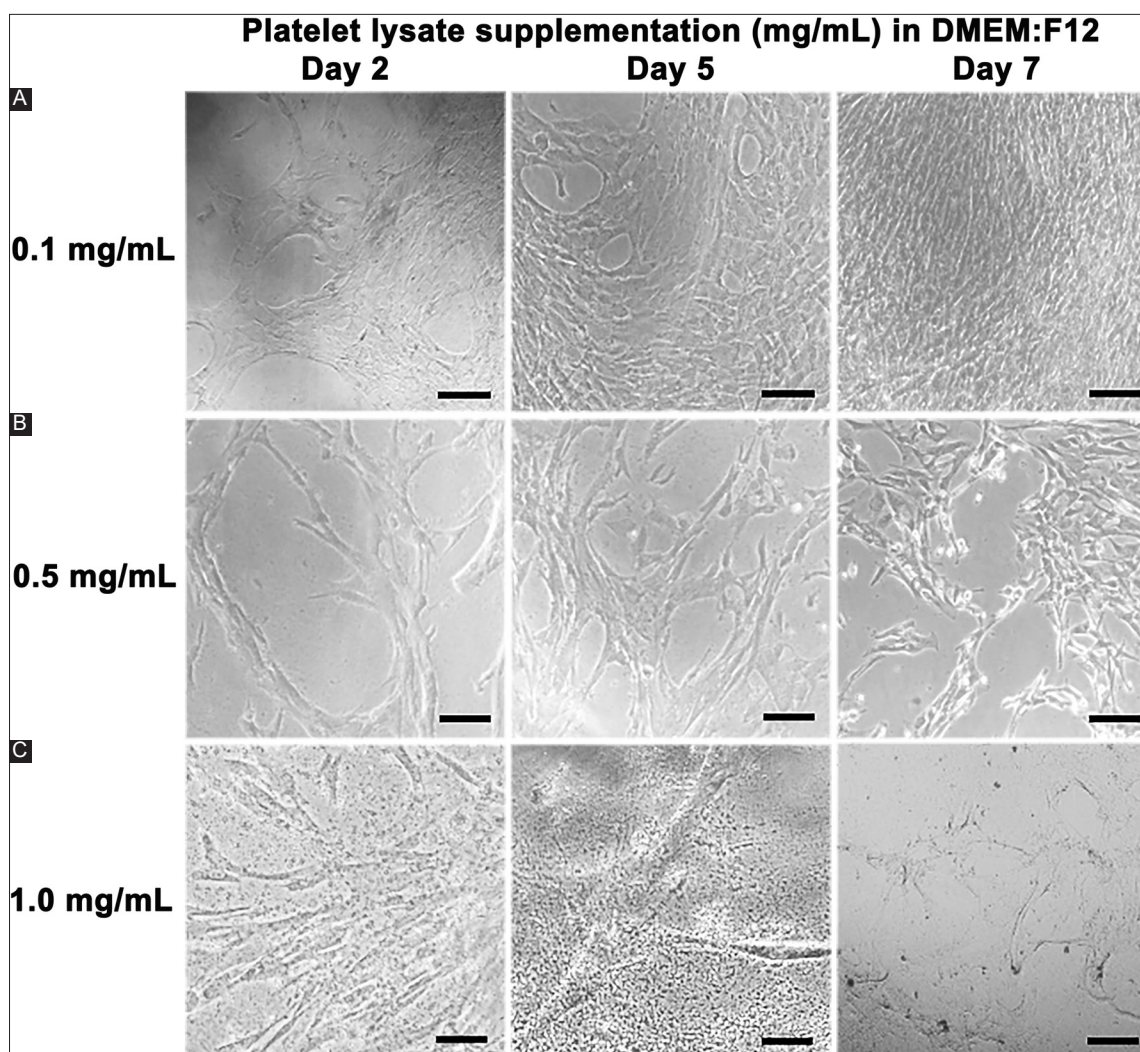 Platelet lysate supplementation (mg/mL) in DMEM:F12
Day 2 Day 5 Day 7
A
0.1 mg/mL
B
0.5 mg/mL
C
1.0 mg/mL